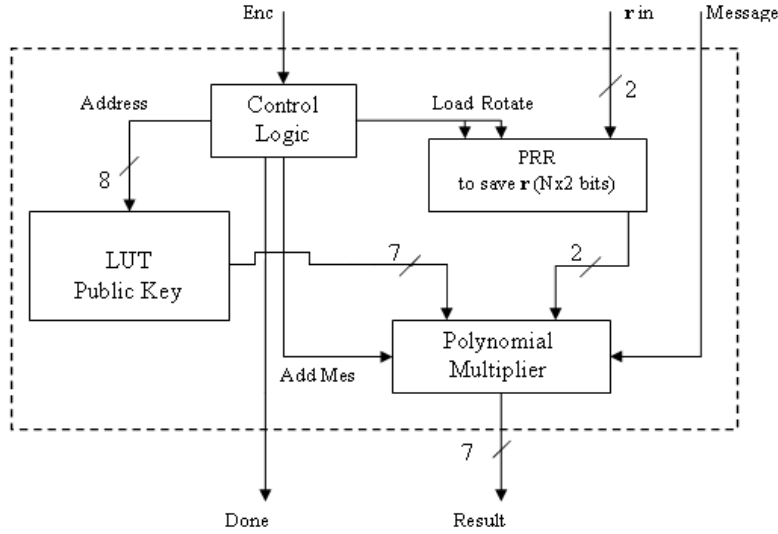 Enc
r in
Message
Address
Control
Logic
Load Rotate
2
8
PRR
to save r (Nx2 bits)
LUT
Public Key
7
2
Polynomial
Multiplier
Add Mes
7
Done
Result